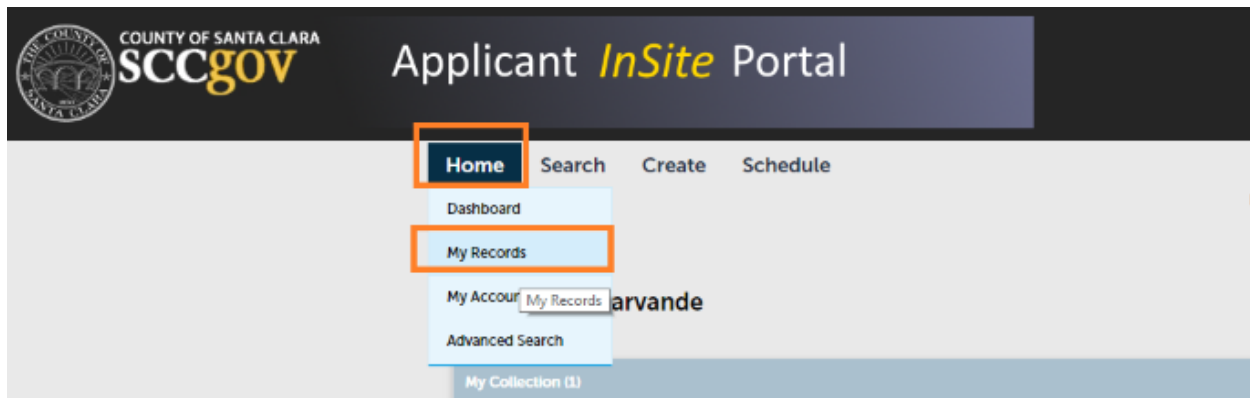 COUNTY OF SANTA CLARA
SCCgov
Applicant InSite Portal
Home Search Create Schedule
Dashboard
My Records
My Accoun
My Records
arvande
Advanced Search
My Collection (1)